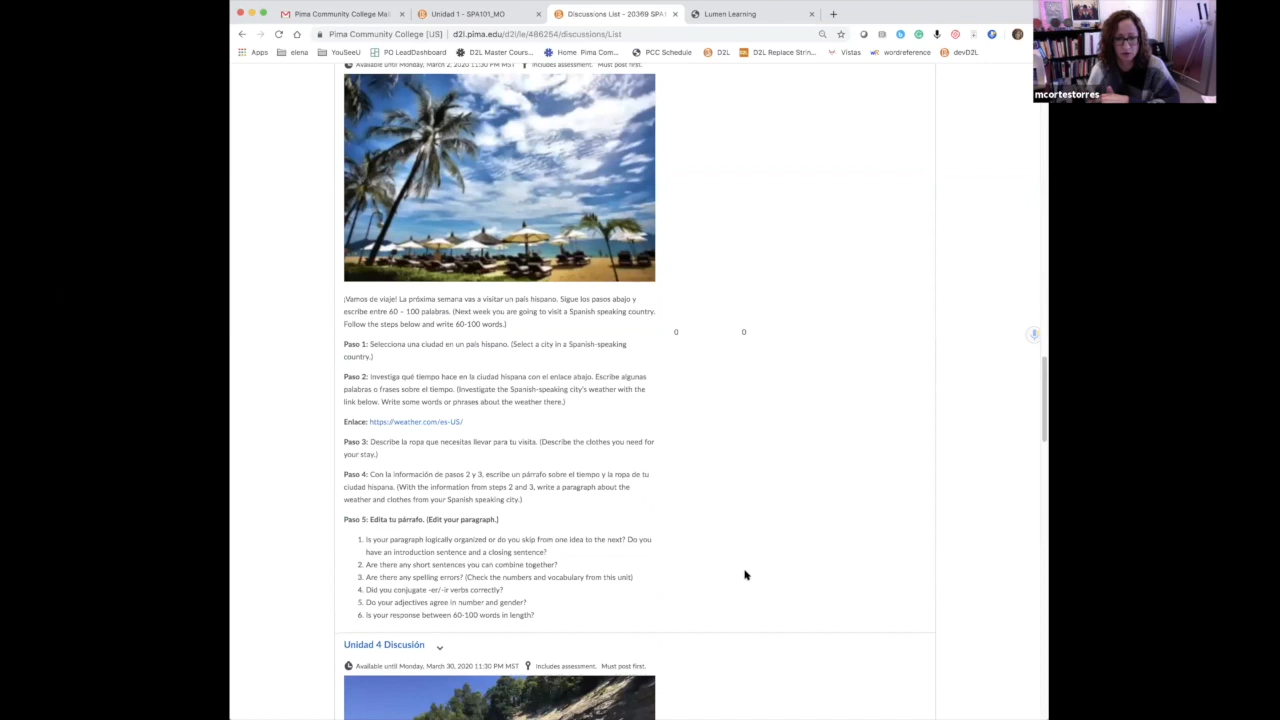 Pima Community College Ma
Unidad 1 - SPA101_MO
Discussions List - 20369 SPA1
Lumen Learning
Pima Community College [US] | d2l.pima.edu/d2l/le/486264/discussions/List
Apps
elena
YouSeeU
PO LeadDashboard
D2L Master Cours...
Home Pima Com...
PCC Schedule
D2L
D2L Replace Strin...
Vistas
wordreference
devD2L
mcortestorres
Available until Monday, March 2, 2020 11:30 PM MST
Includes assessment. Must post first.
¡Vamos de viaje! La próxima semana vas a visitar un país hispano. Sigue los pasos abajo y
escribe entre 60 – 100 palabras. (Next week you are going to visit a Spanish speaking country.
Follow the steps below and write 60-100 words.)
0 0
Paso 1: Selecciona una ciudad en un país hispano. (Select a city in a Spanish-speaking
country.)
Paso 2: Investiga qué tiempo hace en la ciudad hispana con el enlace abajo. Escribe algunas
palabras o frases sobre el tiempo. (Investigate the Spanish-speaking city's weather with the
link below. Write some words or phrases about the weather there.)
Enlace: https://weather.com/es-US/
Paso 3: Describe la ropa que necesitas llevar para tu visita. (Describe the clothes you need for
your stay.)
Paso 4: Con la información de pasos 2 y 3, escribe un párrafo sobre el tiempo y la ropa de tu
ciudad hispana. (With the information from steps 2 and 3, write a paragraph about the
weather and clothes from your Spanish speaking city.)
Paso 5: Edita tu párrafo. (Edit your paragraph.)
1. Is your paragraph logically organized or do you skip from one idea to the next? Do you
have an introduction sentence and a closing sentence?
2. Are there any short sentences you can combine together?
3. Are there any spelling errors? (Check the numbers and vocabulary from this unit)
4. Did you conjugate -er/-ir verbs correctly?
5. Do your adjectives agree in number and gender?
6. Is your response between 60-100 words in length?
Unidad 4 Discusión
Available until Monday, March 30, 2020 11:30 PM MST
Includes assessment. Must post first.